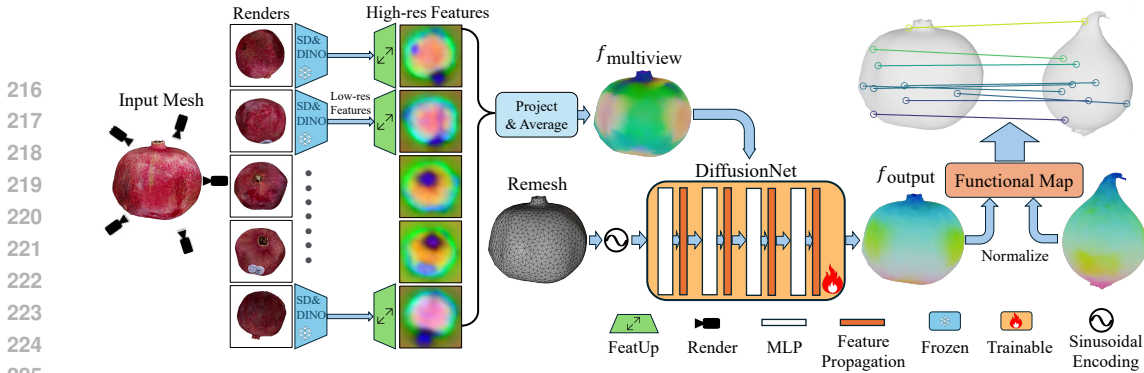 Renders
High-res Features
SD&
DINO
SD&
DINO
Low-res
Features
SD&
DINO
Input Mesh
Project
& Average
f multiview
Remesh
DiffusionNet
f output
Functional Map
Normalize
FeatUp
Render
MLP
Feature
Propagation
Frozen
Trainable
Sinusoidal
Encoding
216
217
218
219
220
221
222
223
224